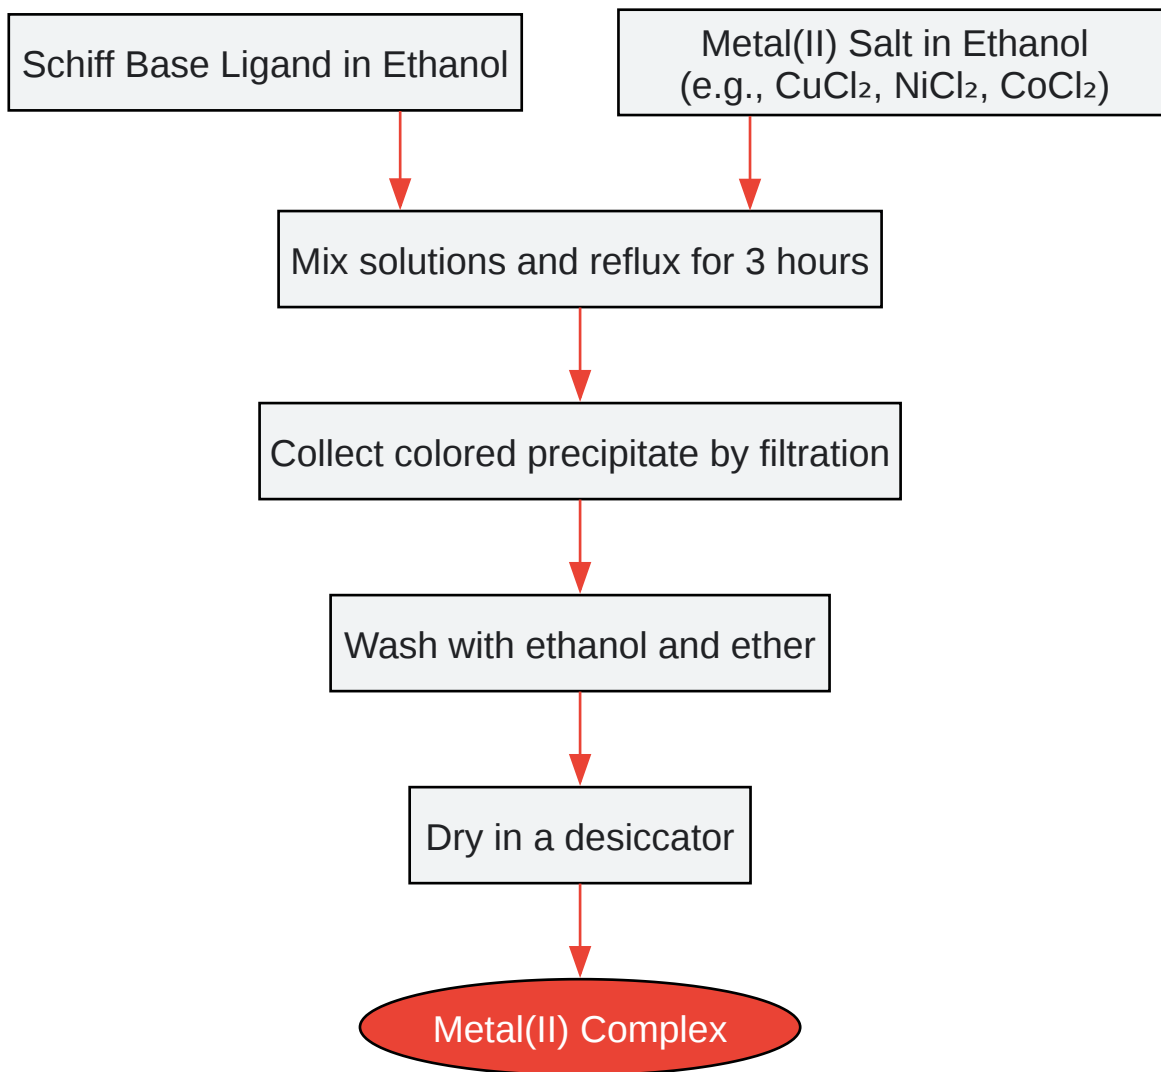 Schiff Base Ligand in Ethanol
Metal(II) Salt in Ethanol
(e.g., CuCl₂, NiCl₂, CoCl₂)
Mix solutions and reflux for 3 hours
Collect colored precipitate by filtration
Wash with ethanol and ether
Dry in a desiccator
Metal(II) Complex